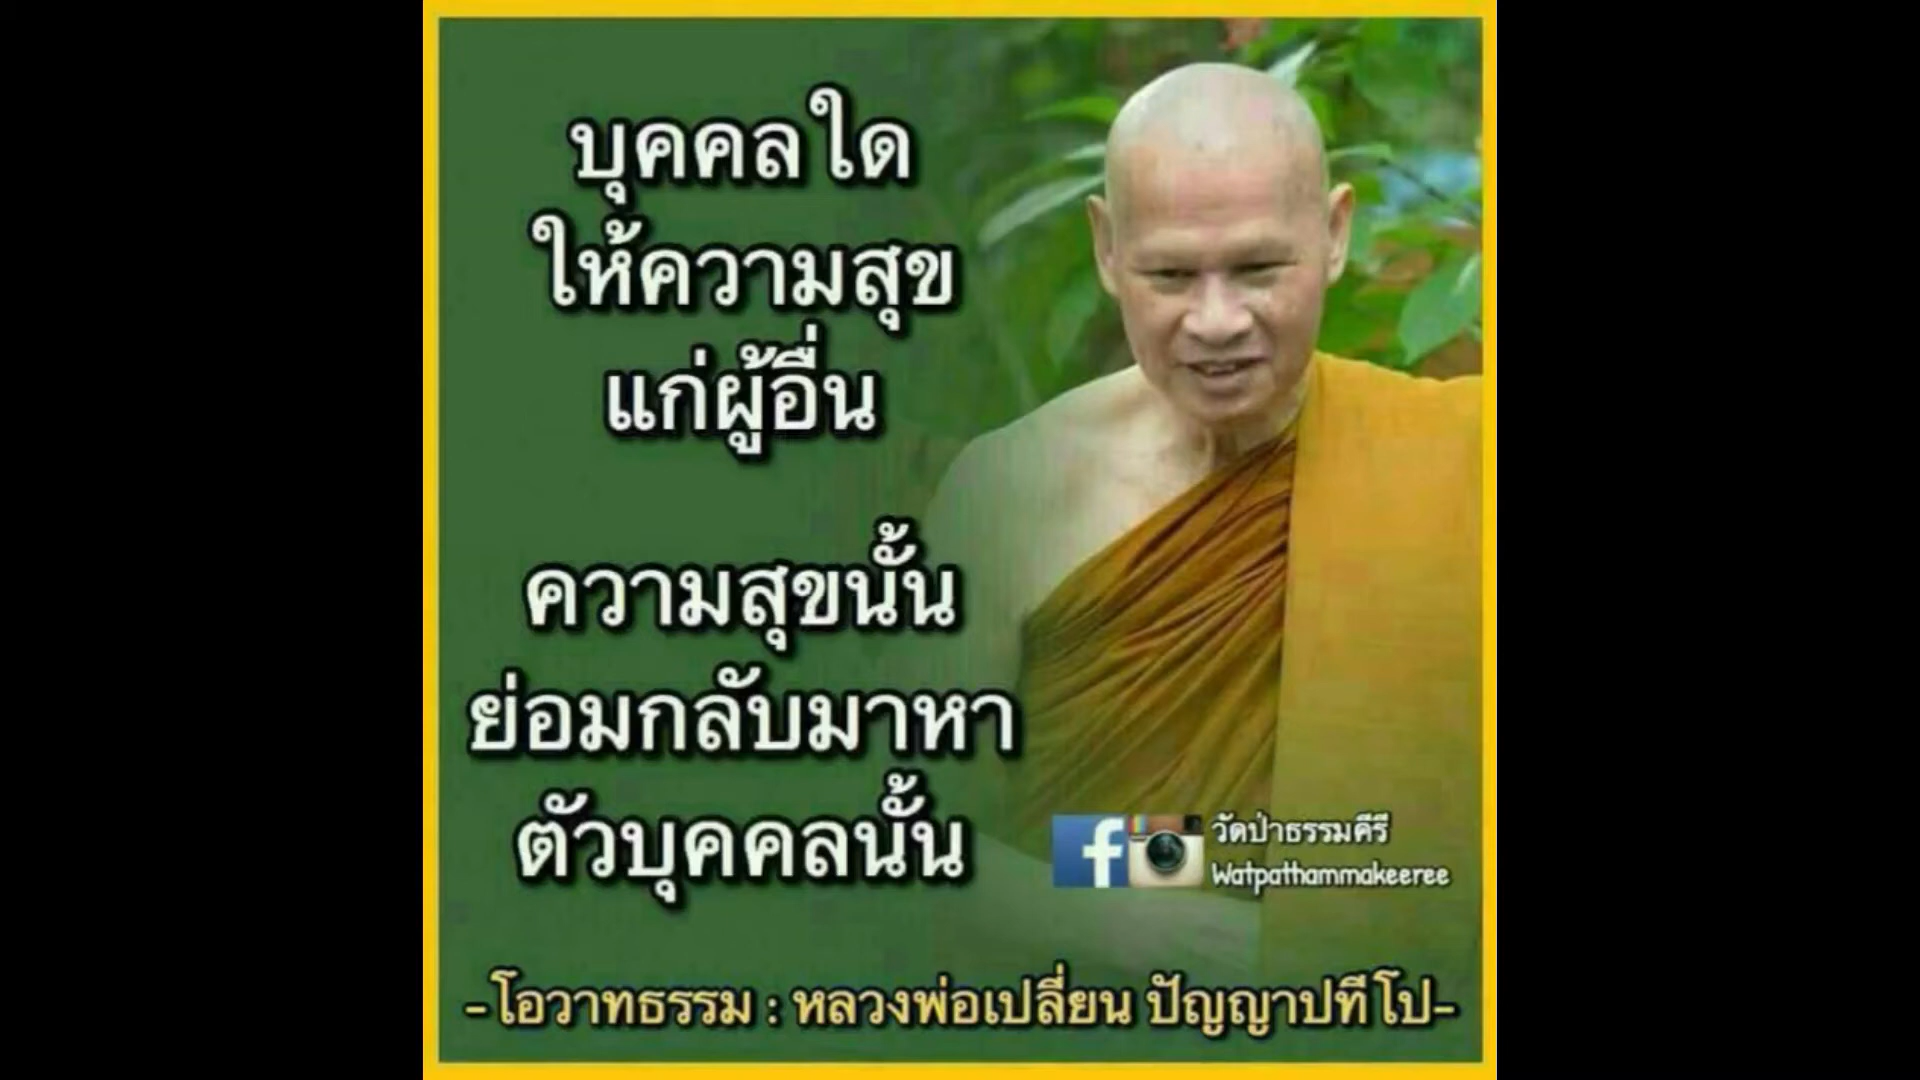 บุคคลใด
ให้ความสุข
แก่ผู้อื่น
ความสุขนั้น
ย่อมกลับมาหา
ตัวบุคคลนั้น
วัดป่าธรรมคีรี
Watpathammakeeree
-โอวาทธรรม : หลวงพ่อเปลี่ยน ปัญญาปทีโป-